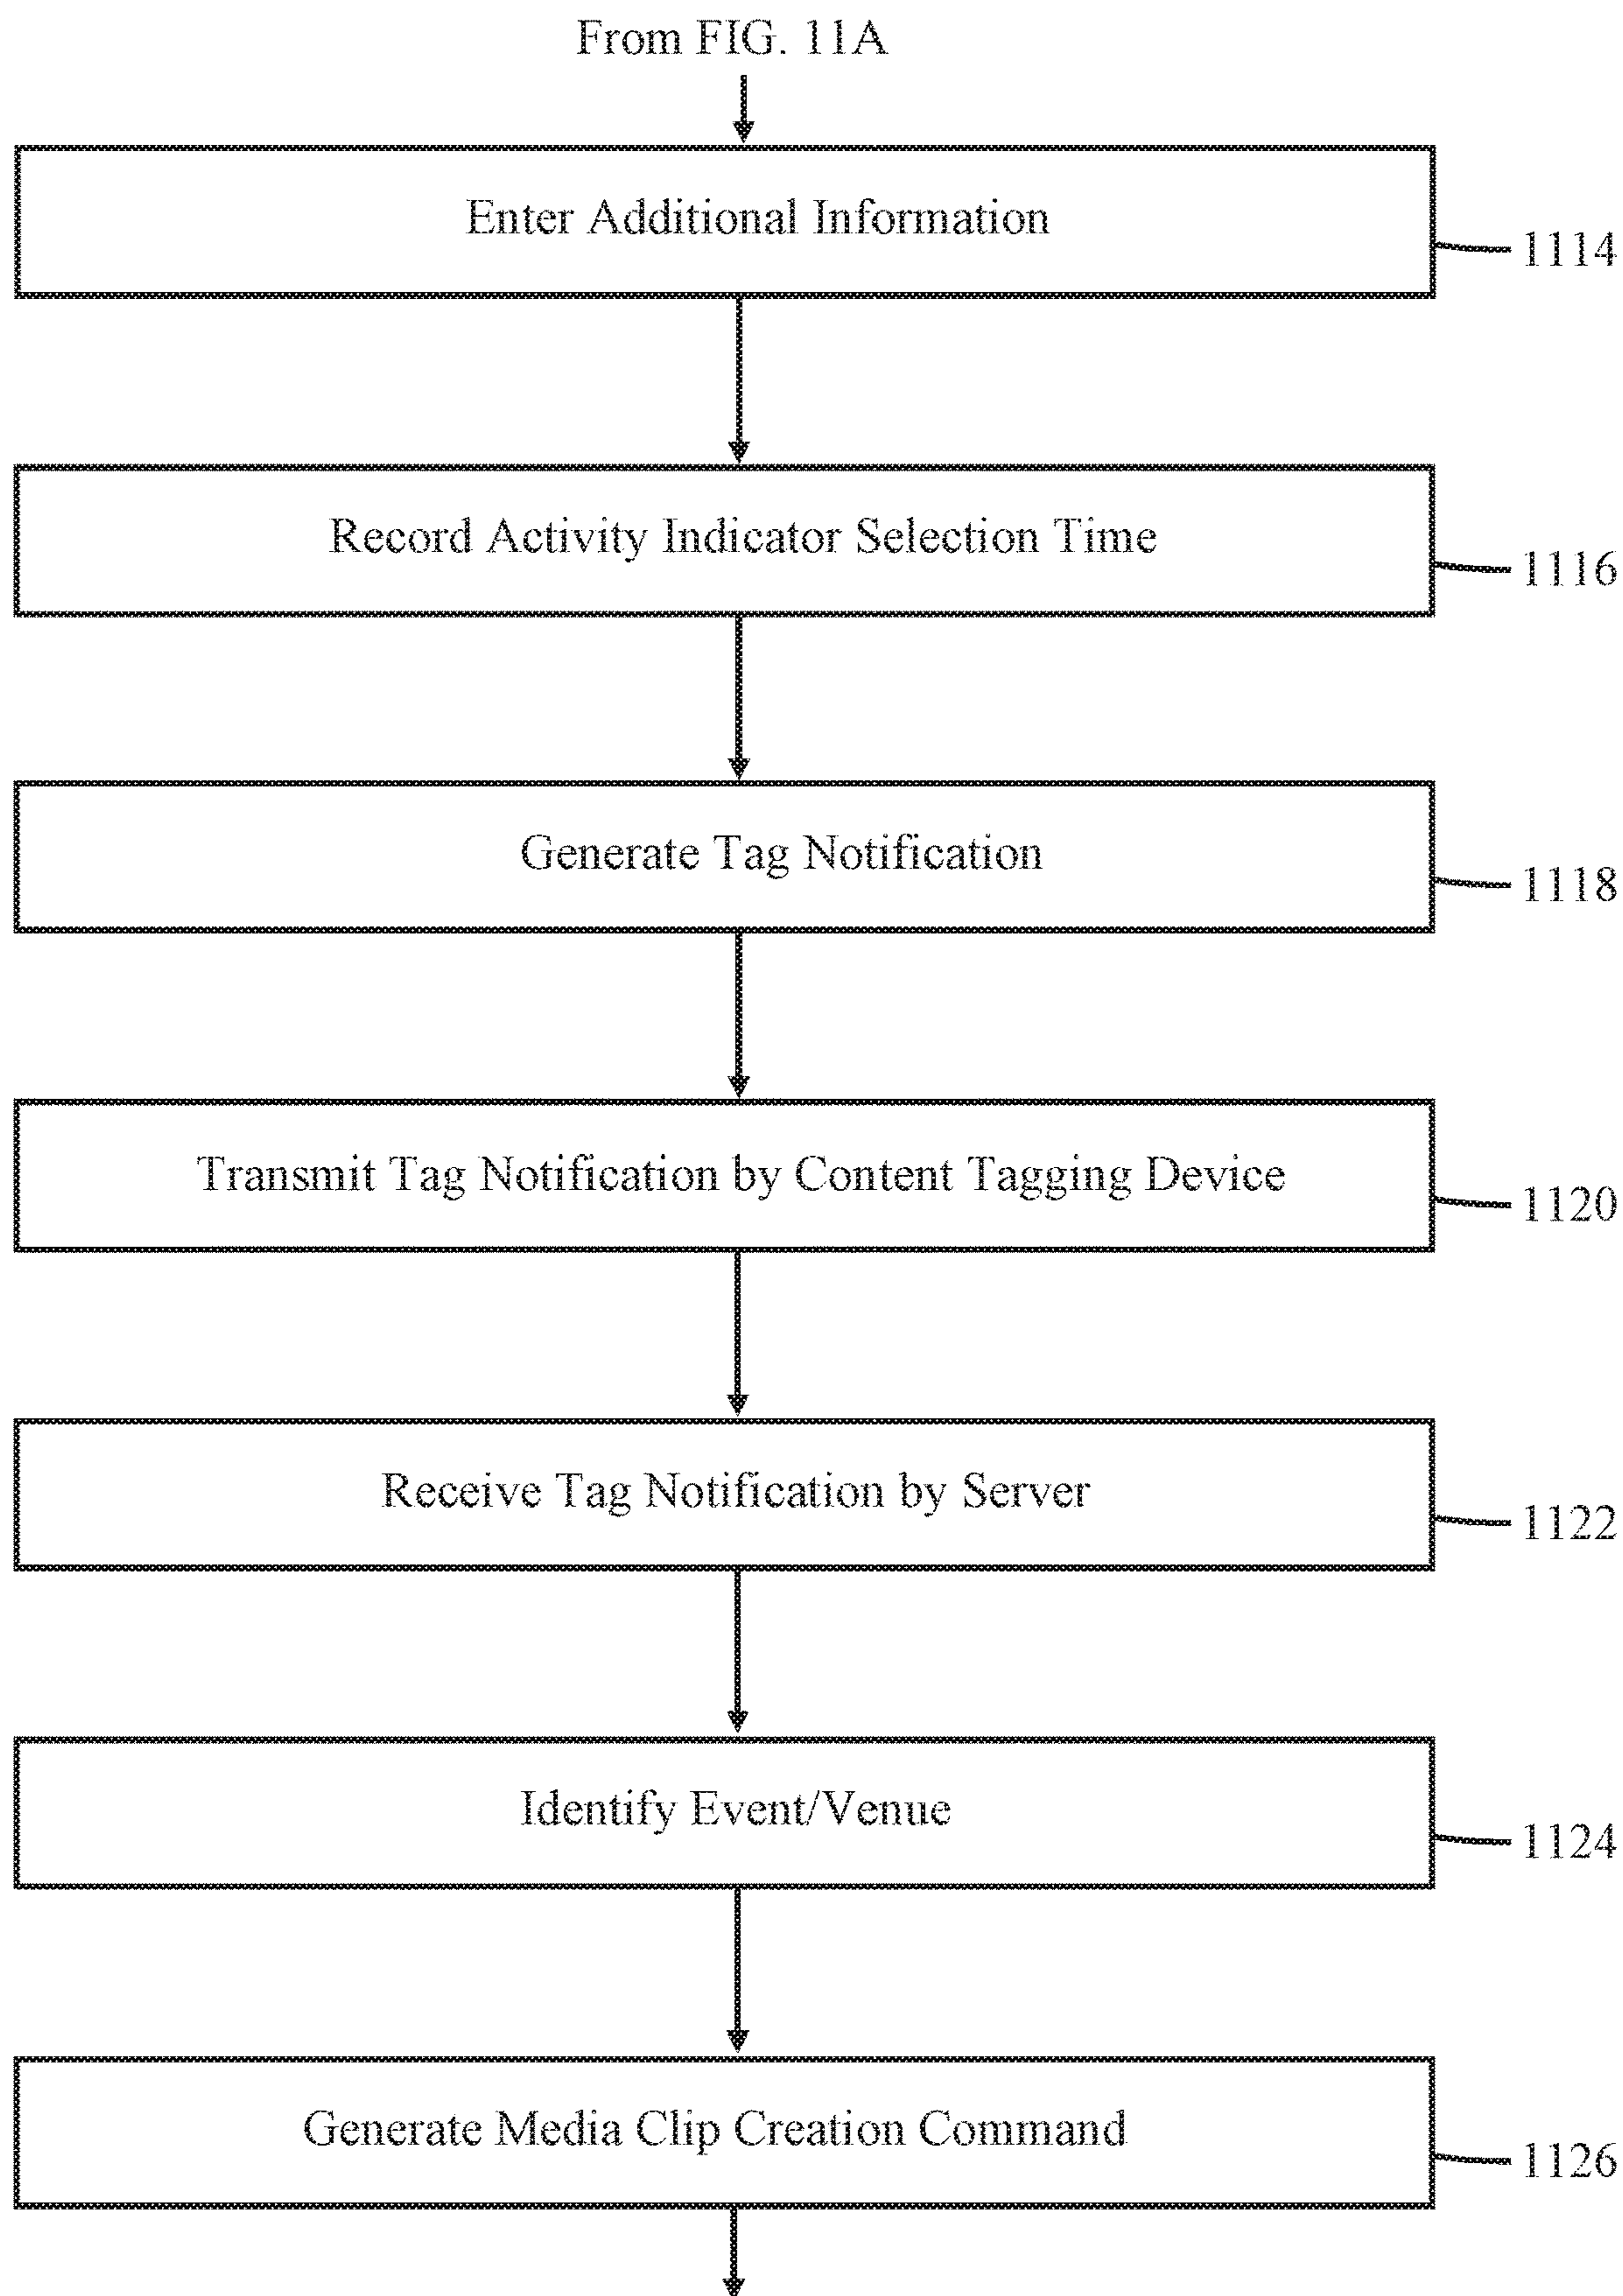 From FIG. 11A
Enter Additional Information
1114
Record Activity Indicator Selection Time
1116
Generate Tag Notification
1118
Transmit Tag Notification by Content Tagging Device
1120
Receive Tag Notification by Server
1122
Identify Event/Venue
1124
Generate Media Clip Creation Command
1126